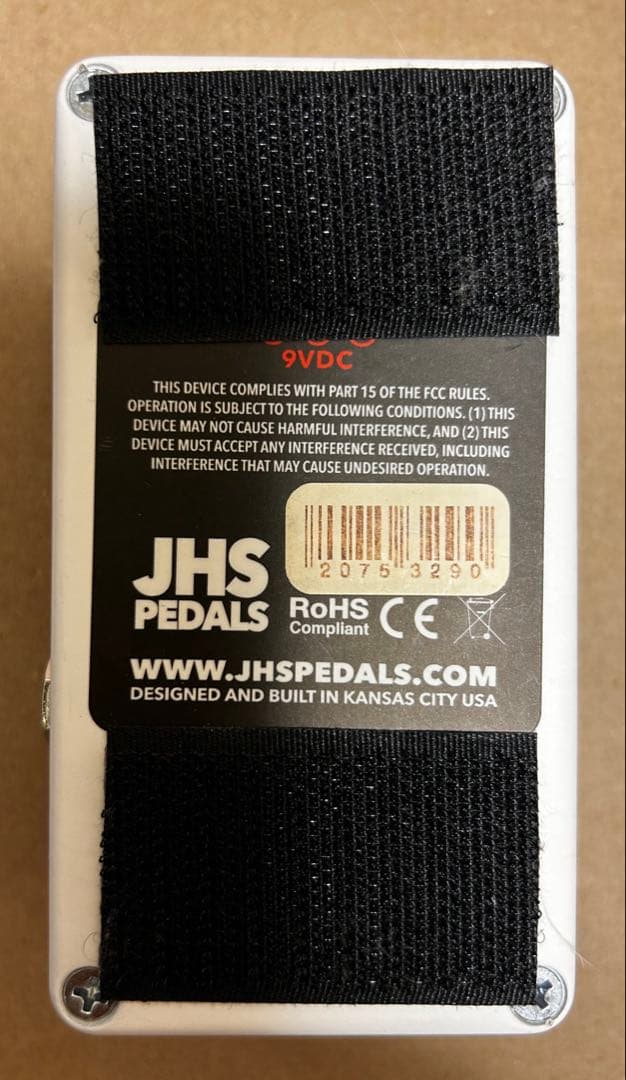 9VDC
THIS DEVICE COMPLIES WITH PART 15 OF THE FCC RULES.
OPERATION IS SUBJECT TO THE FOLLOWING CONDITIONS. (1) THIS
DEVICE MAY NOT CAUSE HARMFUL INTERFERENCE, AND (2) THIS
DEVICE MUST ACCEPT ANY INTERFERENCE RECEIVED, INCLUDING
INTERFERENCE THAT MAY CAUSE UNDESIRED OPERATION.
2075 3290
JHS
PEDALS
RoHS
Compliant
CE
WWW.JHSPEDALS.COM
DESIGNED AND BUILT IN KANSAS CITY USA